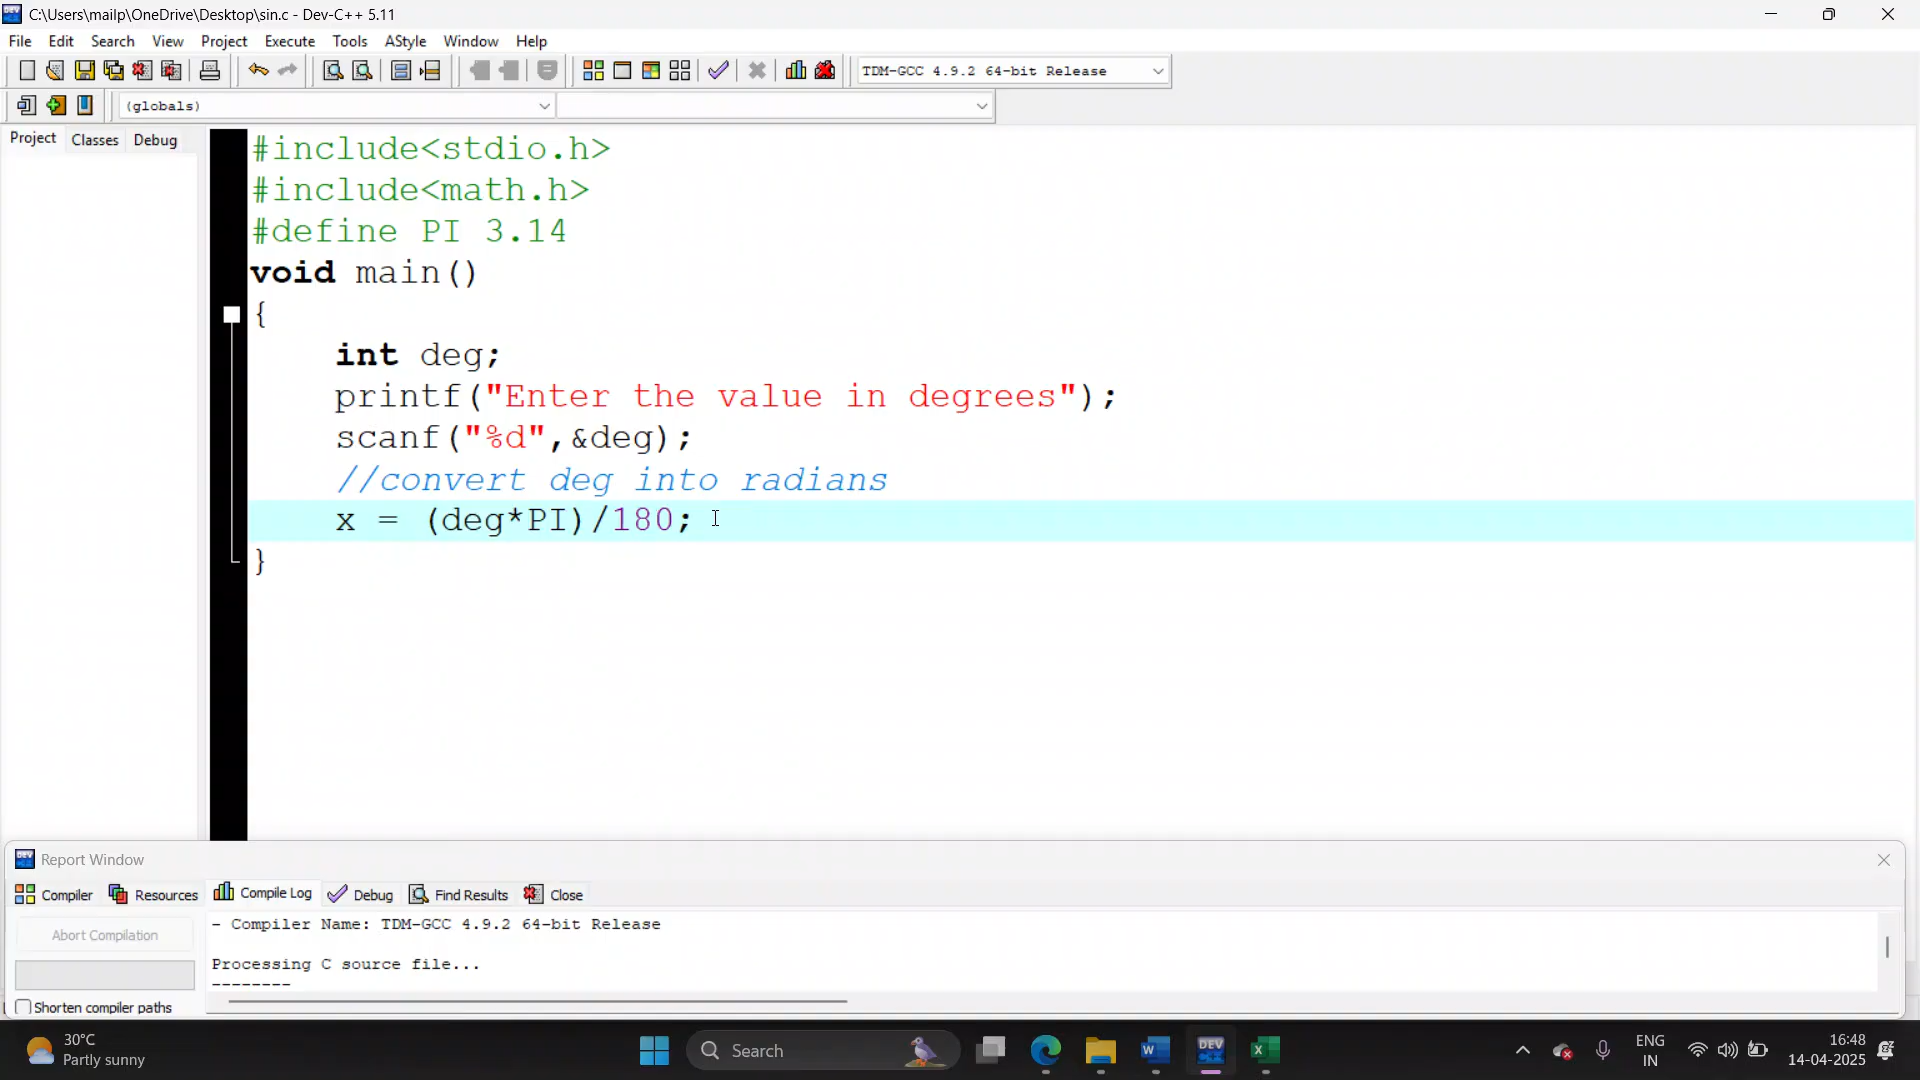 C:\Users\mailp\OneDrive\Desktop\sin.c - Dev-C++ 5.11
File Edit Search View Project Execute Tools AStyle Window Help
TDM-GCC 4.9.2 64-bit Release
(globals)
Project Classes Debug
#include<stdio.h>
#include<math.h>
#define PI 3.14
void main()
{
int deg;
printf("Enter the value in degrees");
scanf("%d",&deg);
//convert deg into radians
x = (deg*PI)/180;
}
Report Window
Compiler Resources Compile Log Debug Find Results Close
Abort Compilation
- Compiler Name: TDM-GCC 4.9.2 64-bit Release
Processing C source file...
--------
Shorten compiler paths
30°C
Partly sunny
Search
DEV
ENG
IN
16:48
14-04-2025